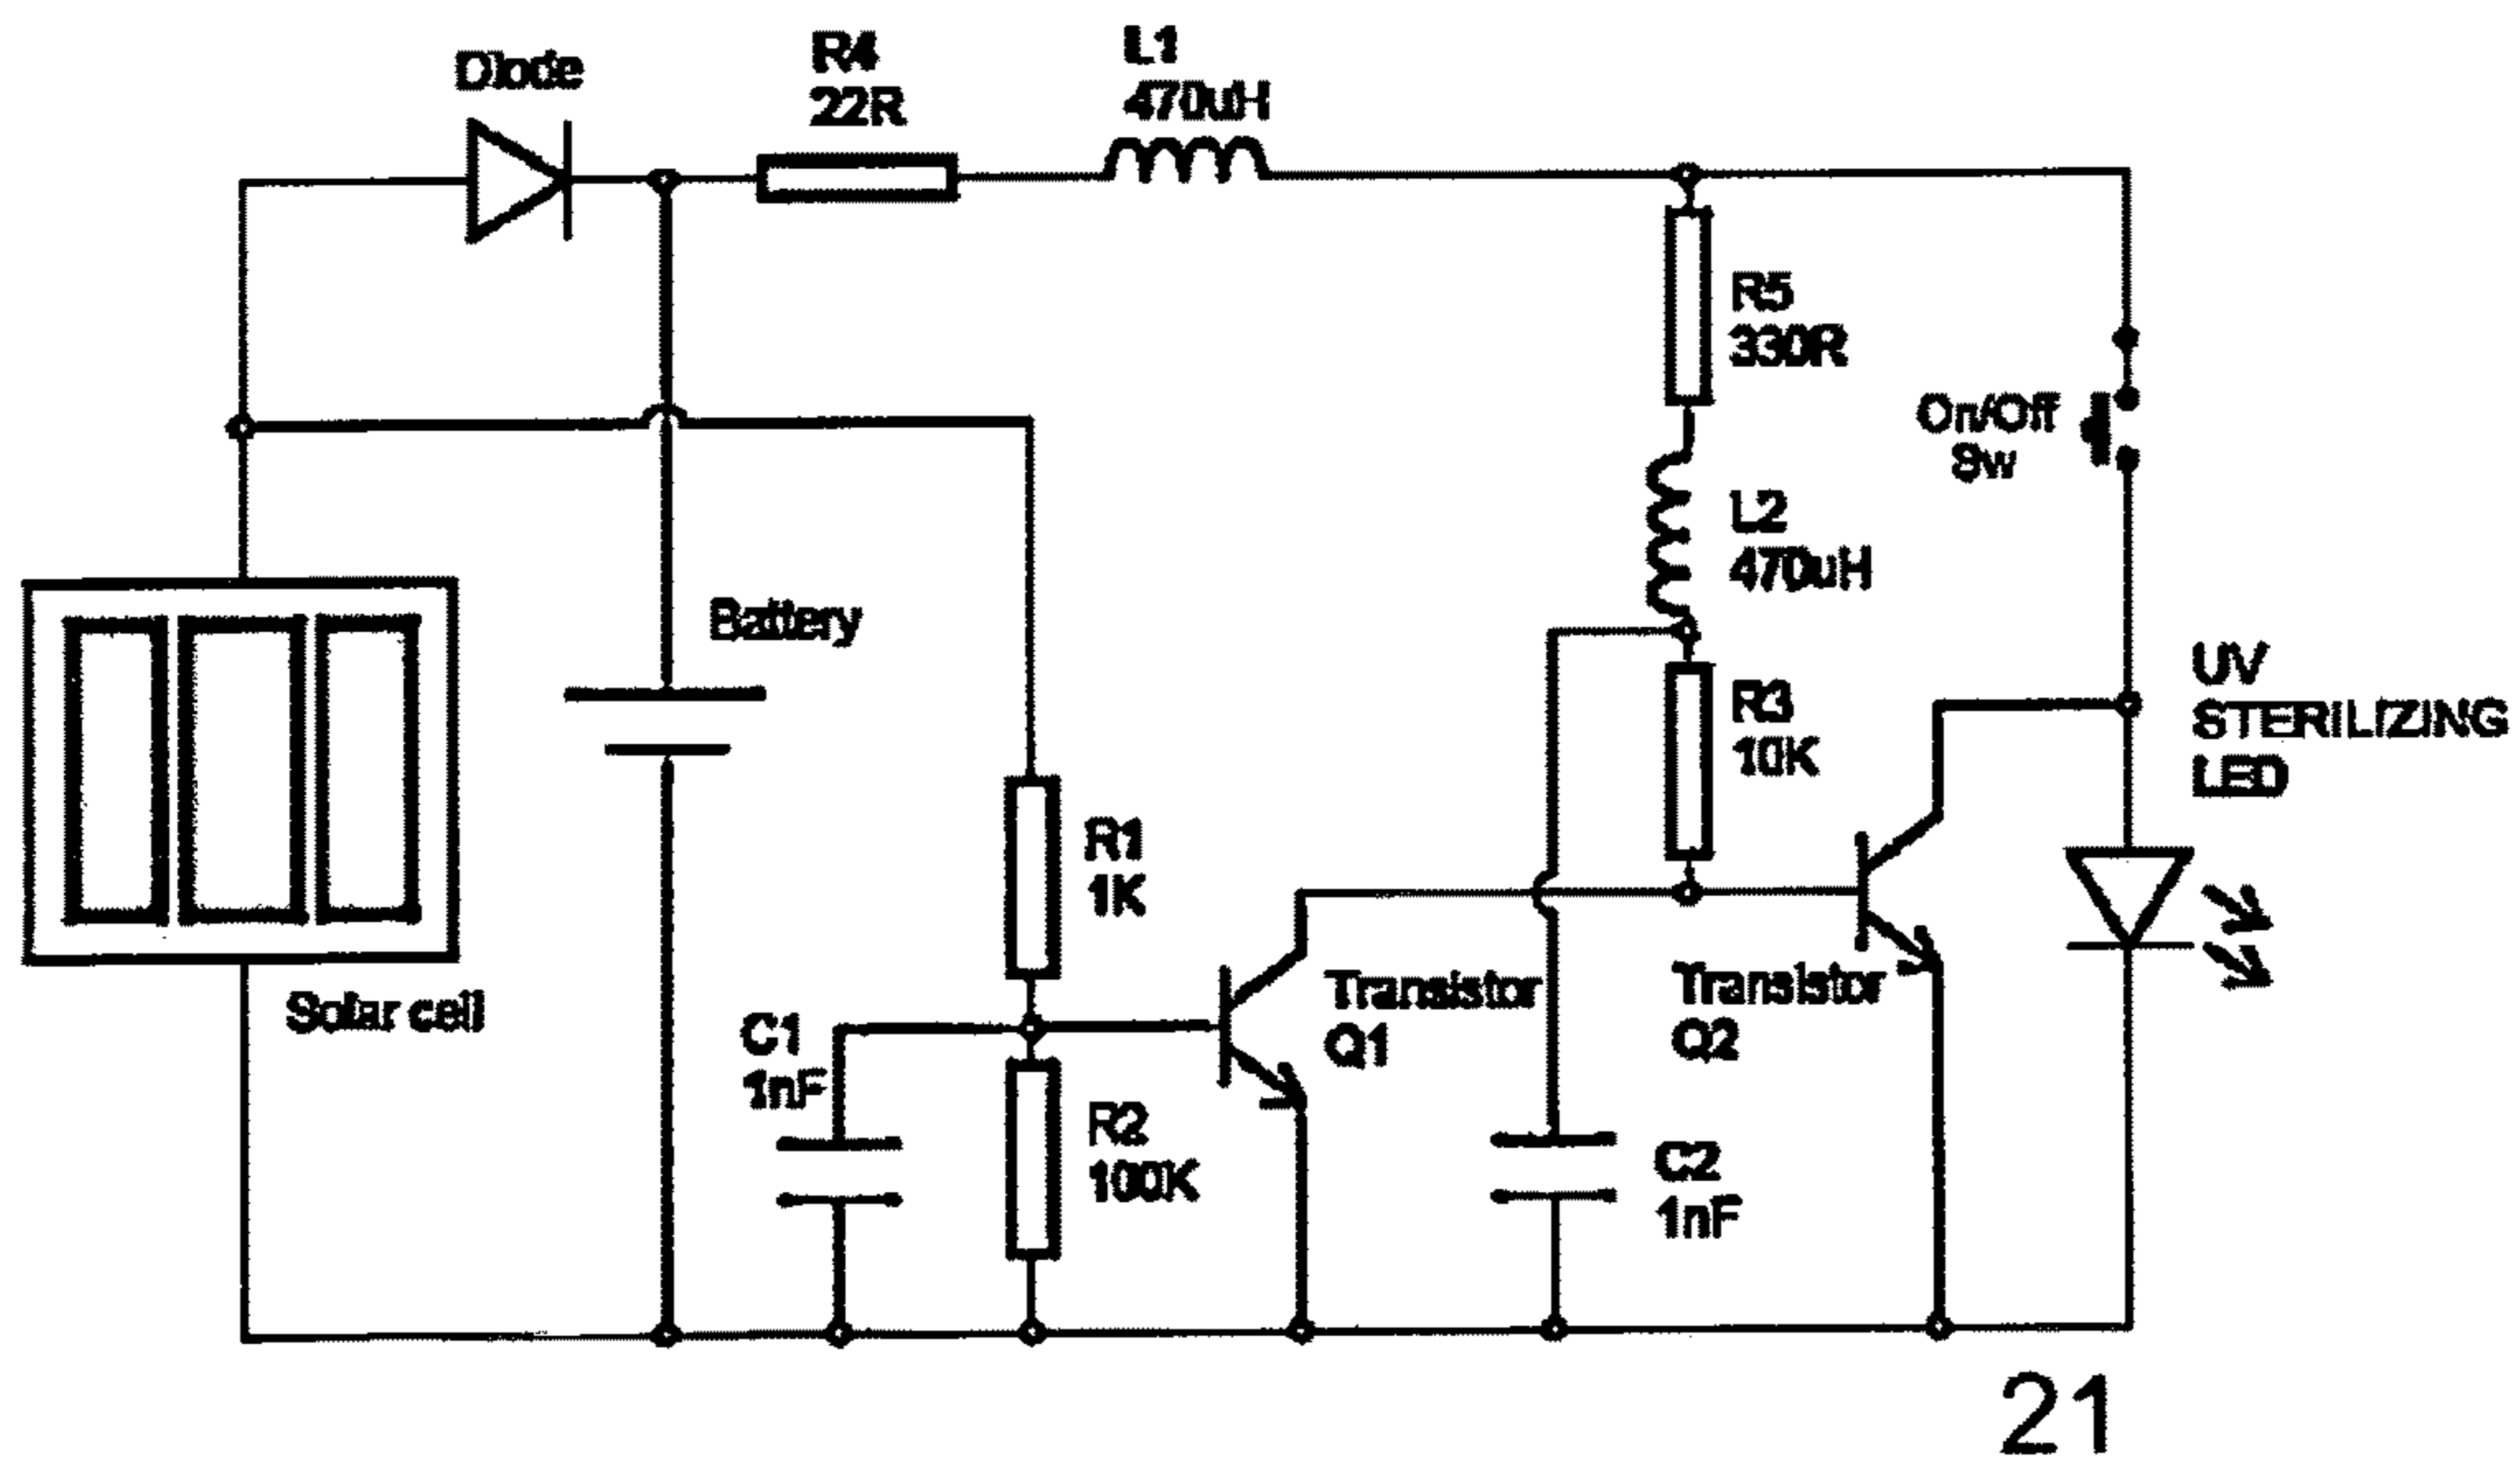 Diode
R4
22R
L1
470uH
R5
330R
On/Off
Sw
L2
470uH
Battery
UV
STERILIZING
LED
R3
10K
R1
1K
Solar cell
C1
1nF
Transistor
Q1
Transistor
Q2
R2
100K
C2
1nF
21